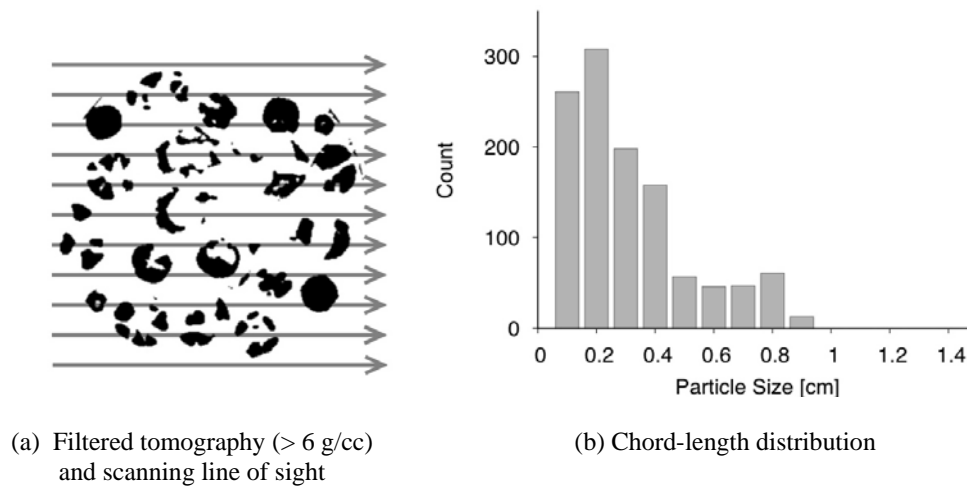 300
200
100
0
Count
0 0.2 0.4 0.6 0.8 1 1.2 1.4
Particle Size [cm]
(a) Filtered tomography (> 6 g/cc)
and scanning line of sight
(b) Chord-length distribution